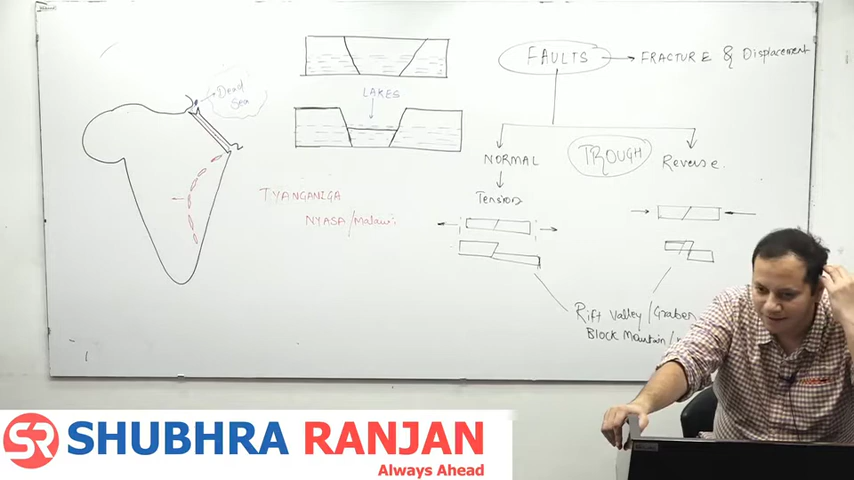 Dead
Sea
LAKES
TYANGANIGA
NYASA/Malawi
FAULTS → FRACTURE & Displacement
NORMAL
TROUGH
Reverse.
Tension
Rift Valley/Graben
Block Mountain/
SR SHUBHRA RANJAN
Always Ahead